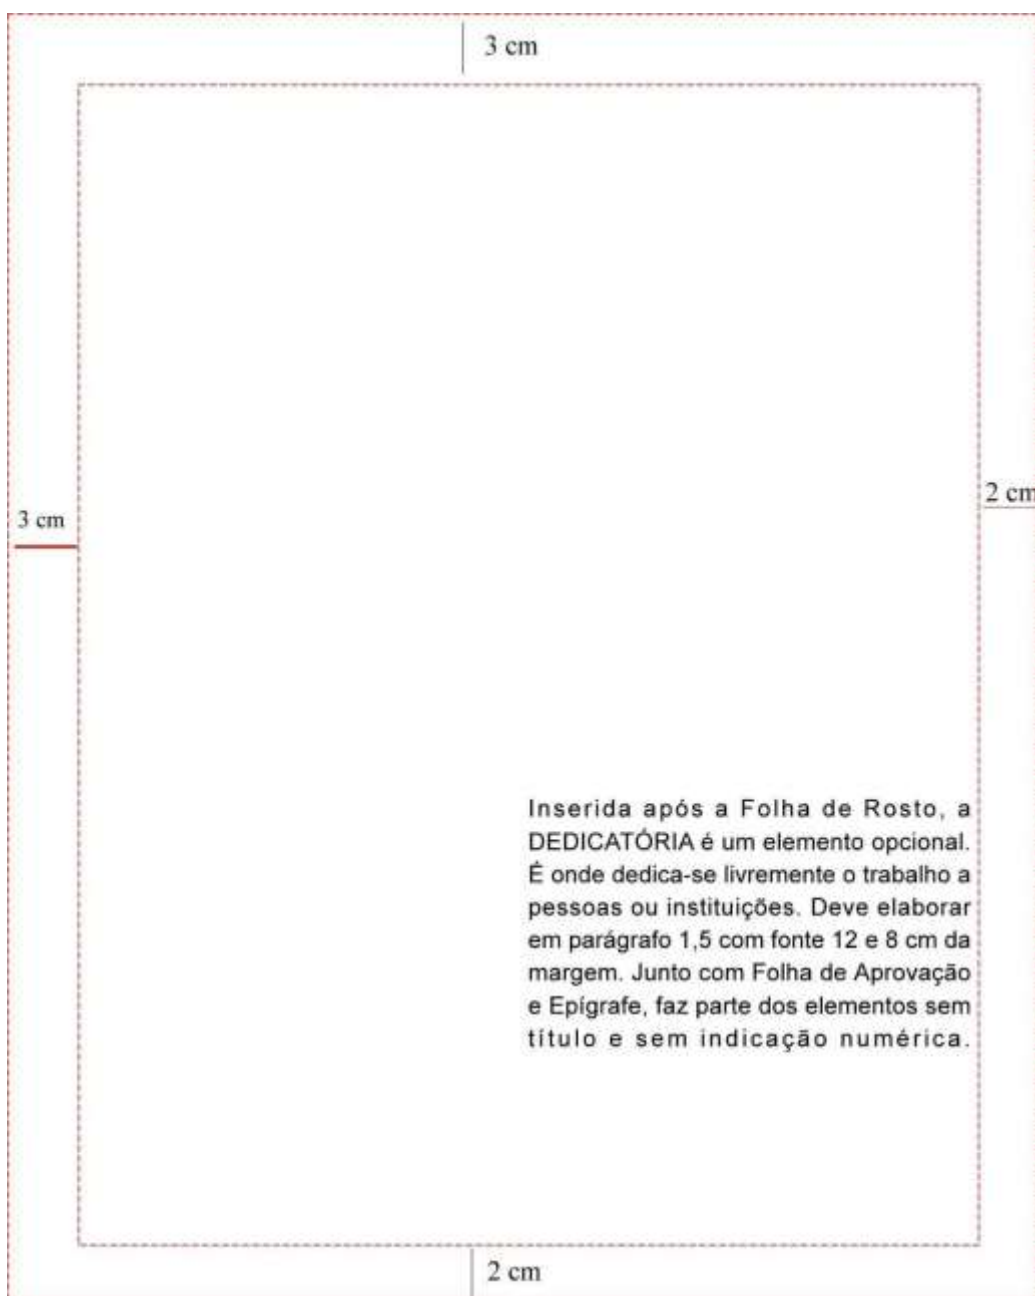 3 cm
2 cm
3 cm
Inserida após a Folha de Rosto, a
DEDICATÓRIA é um elemento opcional.
É onde dedica-se livremente o trabalho a
pessoas ou instituições. Deve elaborar
em parágrafo 1,5 com fonte 12 e 8 cm da
margem. Junto com Folha de Aprovação
e Epígrafe, faz parte dos elementos sem
título e sem indicação numérica.
2 cm